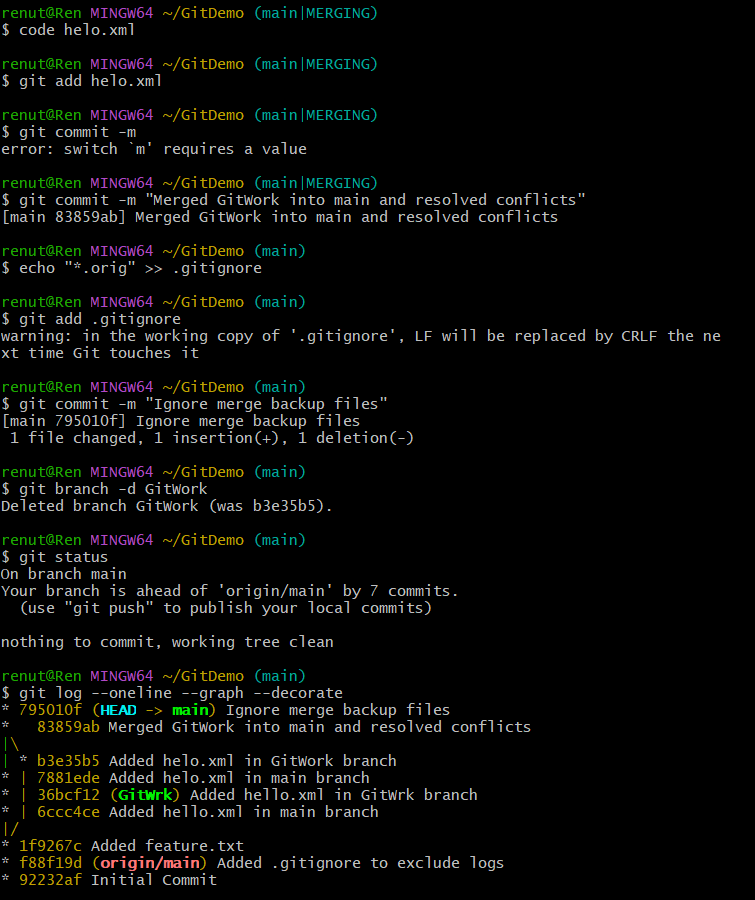 renut@Ren MINGW64 ~/GitDemo (main|MERGING)
$ code helo.xml
renut@Ren MINGW64 ~/GitDemo (main|MERGING)
$ git add helo.xml
renut@Ren MINGW64 ~/GitDemo (main|MERGING)
$ git commit -m
error: switch `m' requires a value
renut@Ren MINGW64 ~/GitDemo (main|MERGING)
$ git commit -m "Merged GitWork into main and resolved conflicts"
[main 83859ab] Merged GitWork into main and resolved conflicts
renut@Ren MINGW64 ~/GitDemo (main)
$ echo "*.orig" >> .gitignore
renut@Ren MINGW64 ~/GitDemo (main)
$ git add .gitignore
warning: in the working copy of '.gitignore', LF will be replaced by CRLF the ne
xt time Git touches it
renut@Ren MINGW64 ~/GitDemo (main)
$ git commit -m "Ignore merge backup files"
[main 795010f] Ignore merge backup files
 1 file changed, 1 insertion(+), 1 deletion(-)
renut@Ren MINGW64 ~/GitDemo (main)
$ git branch -d GitWork
Deleted branch GitWork (was b3e35b5).
renut@Ren MINGW64 ~/GitDemo (main)
$ git status
On branch main
Your branch is ahead of 'origin/main' by 7 commits.
  (use "git push" to publish your local commits)
nothing to commit, working tree clean
renut@Ren MINGW64 ~/GitDemo (main)
$ git log --oneline --graph --decorate
* 795010f (HEAD -> main) Ignore merge backup files
*   83859ab Merged GitWork into main and resolved conflicts
|\
| * b3e35b5 Added helo.xml in GitWork branch
* | 7881ede Added helo.xml in main branch
* | 36bcf12 (GitWrk) Added hello.xml in GitWrk branch
* | 6ccc4ce Added hello.xml in main branch
|/
* 1f9267c Added feature.txt
* f88f19d (origin/main) Added .gitignore to exclude logs
* 92232af Initial Commit